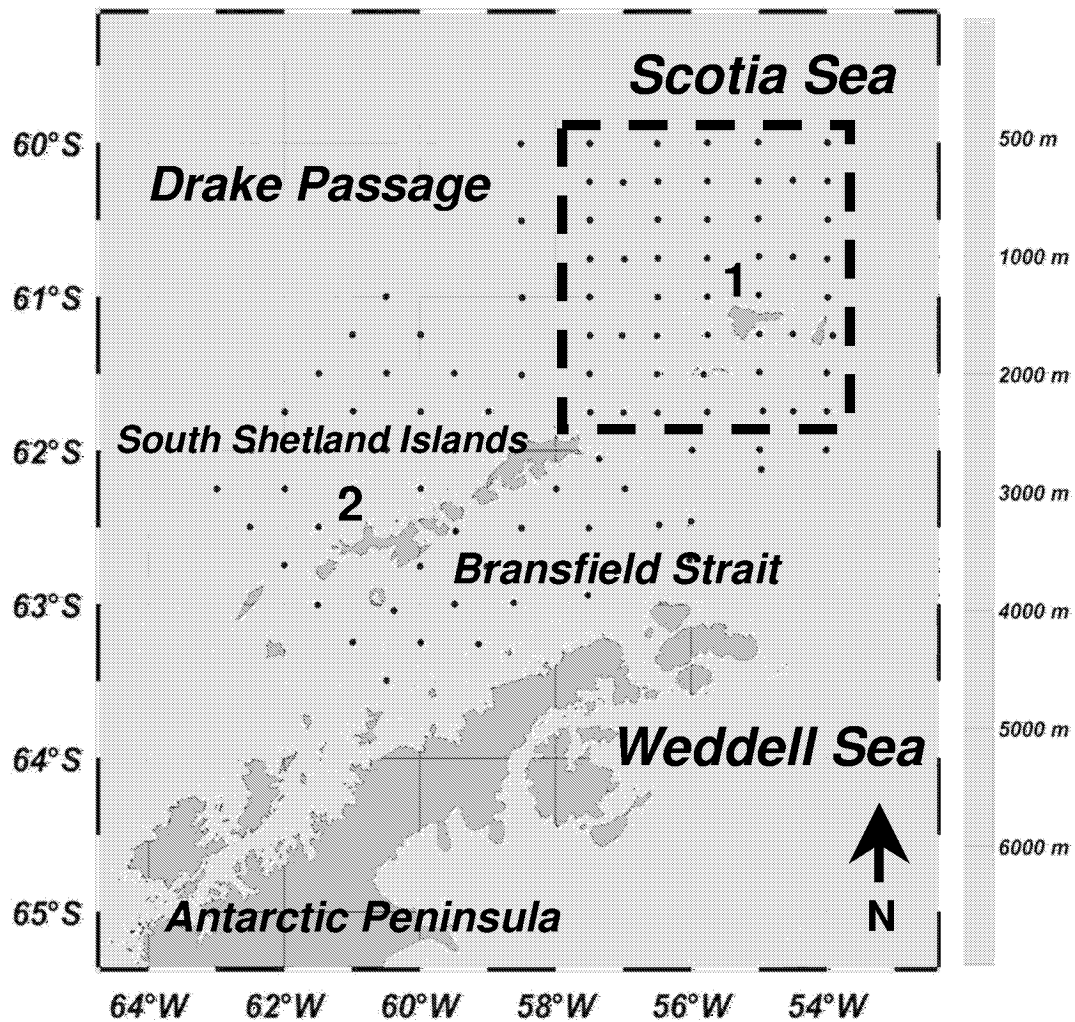 Scotia Sea
60°S
500 m
Drake Passage
1000 m
1
61°S
2000 m
South Shetland Islands
62°S
3000 m
2
Bransfield Strait
63°S
4000 m
5000 m
Weddell Sea
64°S
6000 m
65°S
Antarctic Peninsula
N
64°W 62°W 60°W 58°W 56°W 54°W